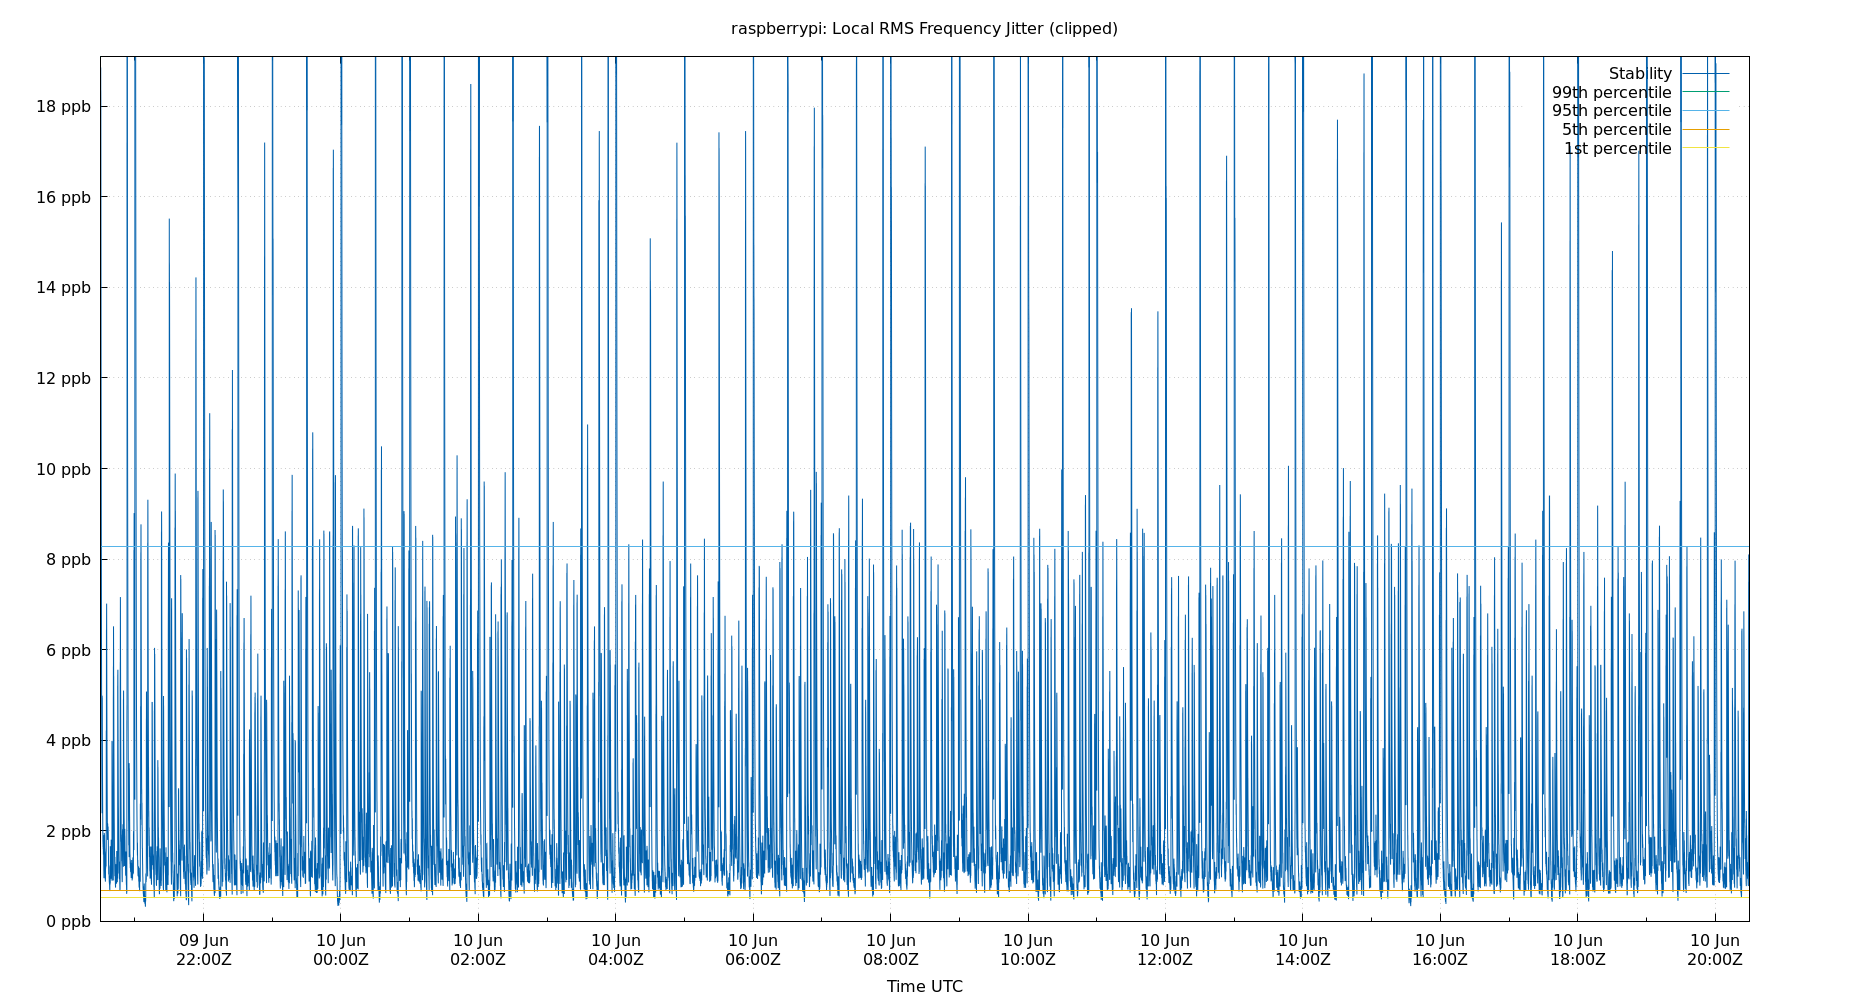 raspberrypi: Local RMS Frequency Jitter (clipped)
Stability
99th percentile
95th percentile
5th percentile
1st percentile
18 ppb
16 ppb
14 ppb
12 ppb
10 ppb
8 ppb
6 ppb
4 ppb
2 ppb
0 ppb
09 Jun 10 Jun 10 Jun 10 Jun 10 Jun 10 Jun 10 Jun 10 Jun 10 Jun 10 Jun 10 Jun 10 Jun
22:00Z 00:00Z 02:00Z 04:00Z 06:00Z 08:00Z 10:00Z 12:00Z 14:00Z 16:00Z 18:00Z 20:00Z
Time UTC